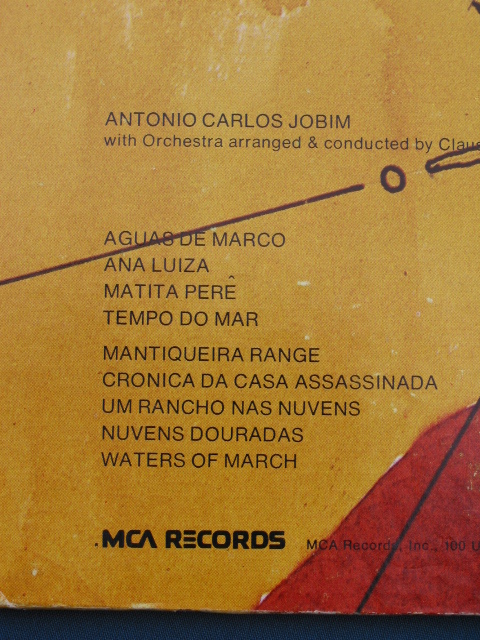 ANTONIO CARLOS JOBIM
with Orchestra arranged & conducted by
AGUAS DE MARCO
ANA LUIZA
MATITA PERÊ
TEMPO DO MAR
MANTIQUEIRA RANGE
CRONICA DA CASA ASSASSINADA
UM RANCHO NAS NUVENS
NUVENS DOURADAS
WATERS OF MARCH
MCA RECORDS
MCA Records, Inc., 100